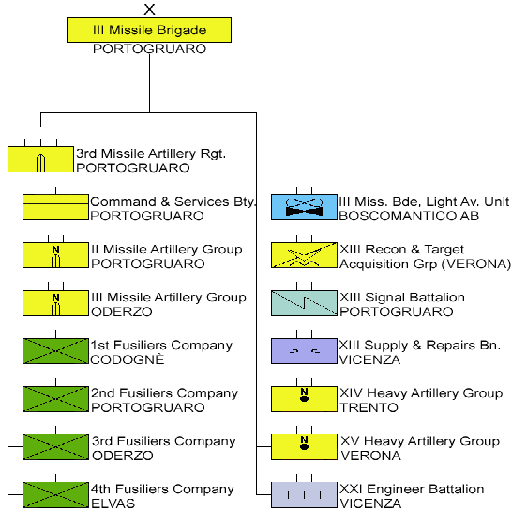 III Missile Brigade
PORTOGRUARO
3rd Missile Artillery Rgt.
PORTOGRUARO
Command & Services Bty.
PORTOGRUARO
N
II Missile Artillery Group
PORTOGRUARO
N
III Missile Artillery Group
ODERZO
1st Fusiliers Company
CODOGNÈ
2nd Fusiliers Company
PORTOGRUARO
3rd Fusiliers Company
ODERZO
4th Fusiliers Company
ELVAS
III Miss. Bde, Light Av. Unit
BOSCOMANTICO AB
XIII Recon & Target
Acquisition Grp (VERONA)
XIII Signal Battalion
PORTOGRUARO
XIII Supply & Repairs Bn.
VICENZA
N
XIV Heavy Artillery Group
TRENTO
N
XV Heavy Artillery Group
VERONA
XXI Engineer Battalion
VICENZA